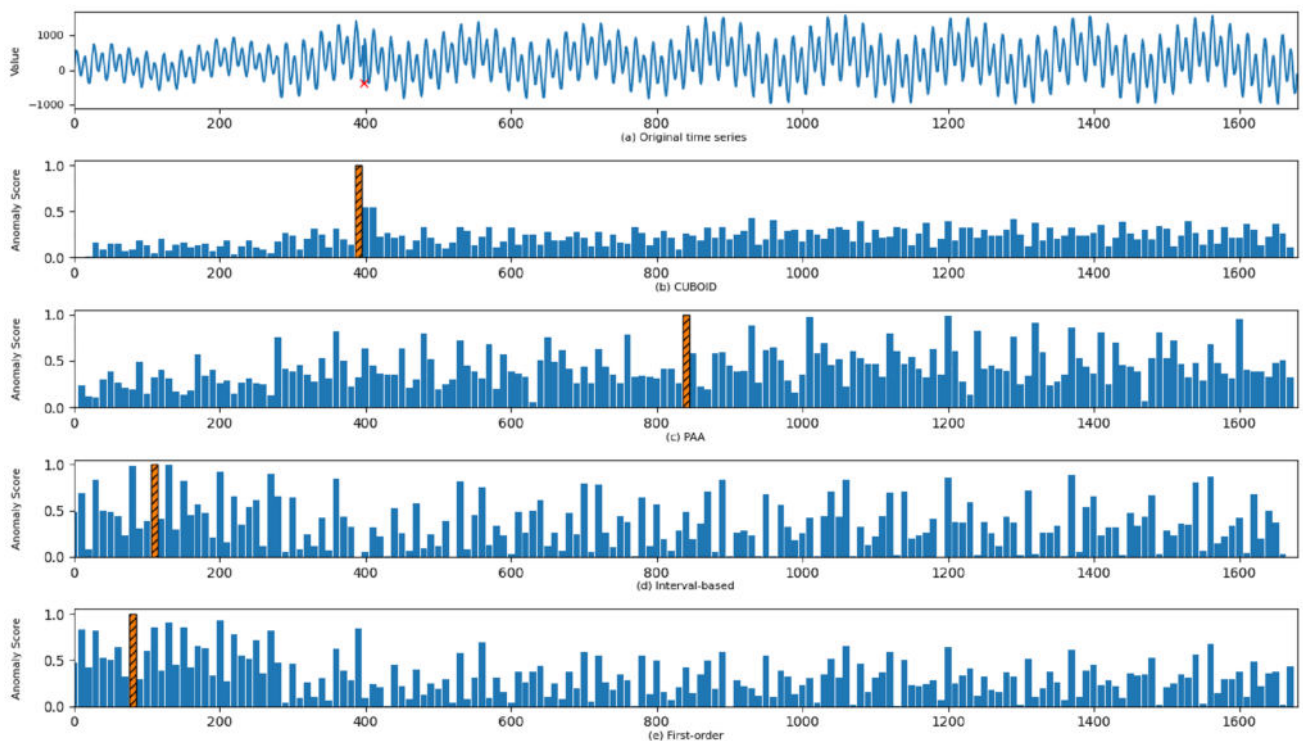 Value
1000
0
−1000
0 200 400 600 800 1000 1200 1400 1600
(a) Original time series
Anomaly Score
1.0
0.5
0.0
0 200 400 600 800 1000 1200 1400 1600
(b) CUBOID
Anomaly Score
1.0
0.5
0.0
0 200 400 600 800 1000 1200 1400 1600
(c) PAA
Anomaly Score
1.0
0.5
0.0
0 200 400 600 800 1000 1200 1400 1600
(d) Interval-based
Anomaly Score
1.0
0.5
0.0
0 200 400 600 800 1000 1200 1400 1600
(e) First-order